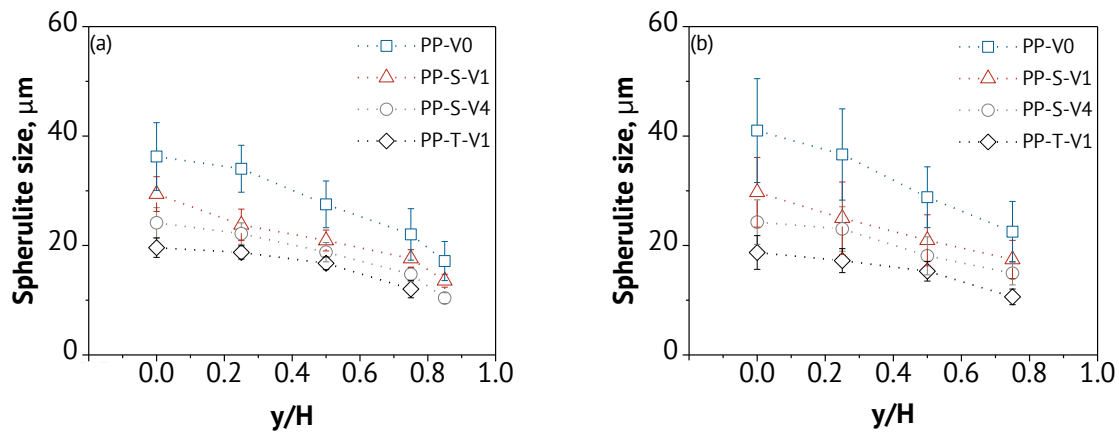 (a)
PP-V0
PP-S-V1
PP-S-V4
PP-T-V1
Spherulite size, μm
60
40
20
0
0.0 0.2 0.4 0.6 0.8 1.0
y/H
(b)
PP-V0
PP-S-V1
PP-S-V4
PP-T-V1
Spherulite size, μm
60
40
20
0
0.0 0.2 0.4 0.6 0.8 1.0
y/H